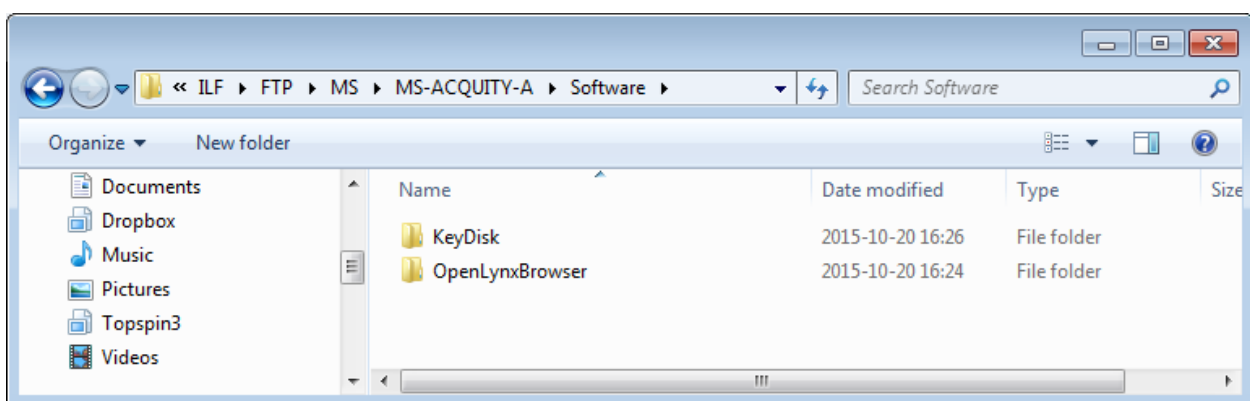 « ILF ▸ FTP ▸ MS ▸ MS-ACQUITY-A ▸ Software ▸ Search Software
Organize ▾ New folder
Documents
Dropbox
Music
Pictures
Topspin3
Videos
Name Date modified Type Size
KeyDisk 2015-10-20 16:26 File folder
OpenLynxBrowser 2015-10-20 16:24 File folder